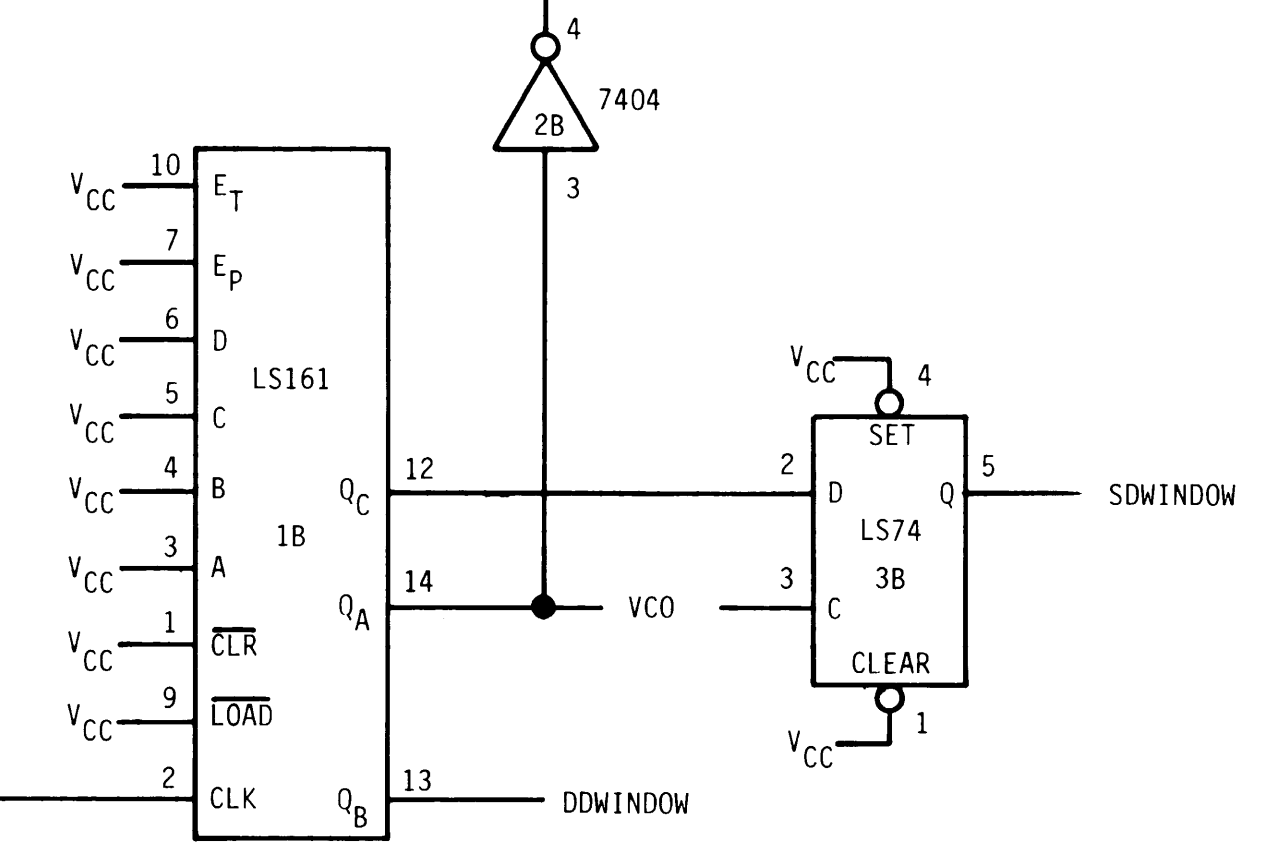 4
7404
2B
3
10
VCC
ET
7
VCC
EP
6
VCC
D
LS161
5
VCC
C
4
VCC
B
QC
12
1B
3
VCC
A
QA
14
VCO
1
VCC
CLR
9
VCC
LOAD
2
CLK
QB
13
DDWINDOW
VCC
4
SET
2
D
Q
5
SDWINDOW
LS74
3B
3
C
CLEAR
1
VCC